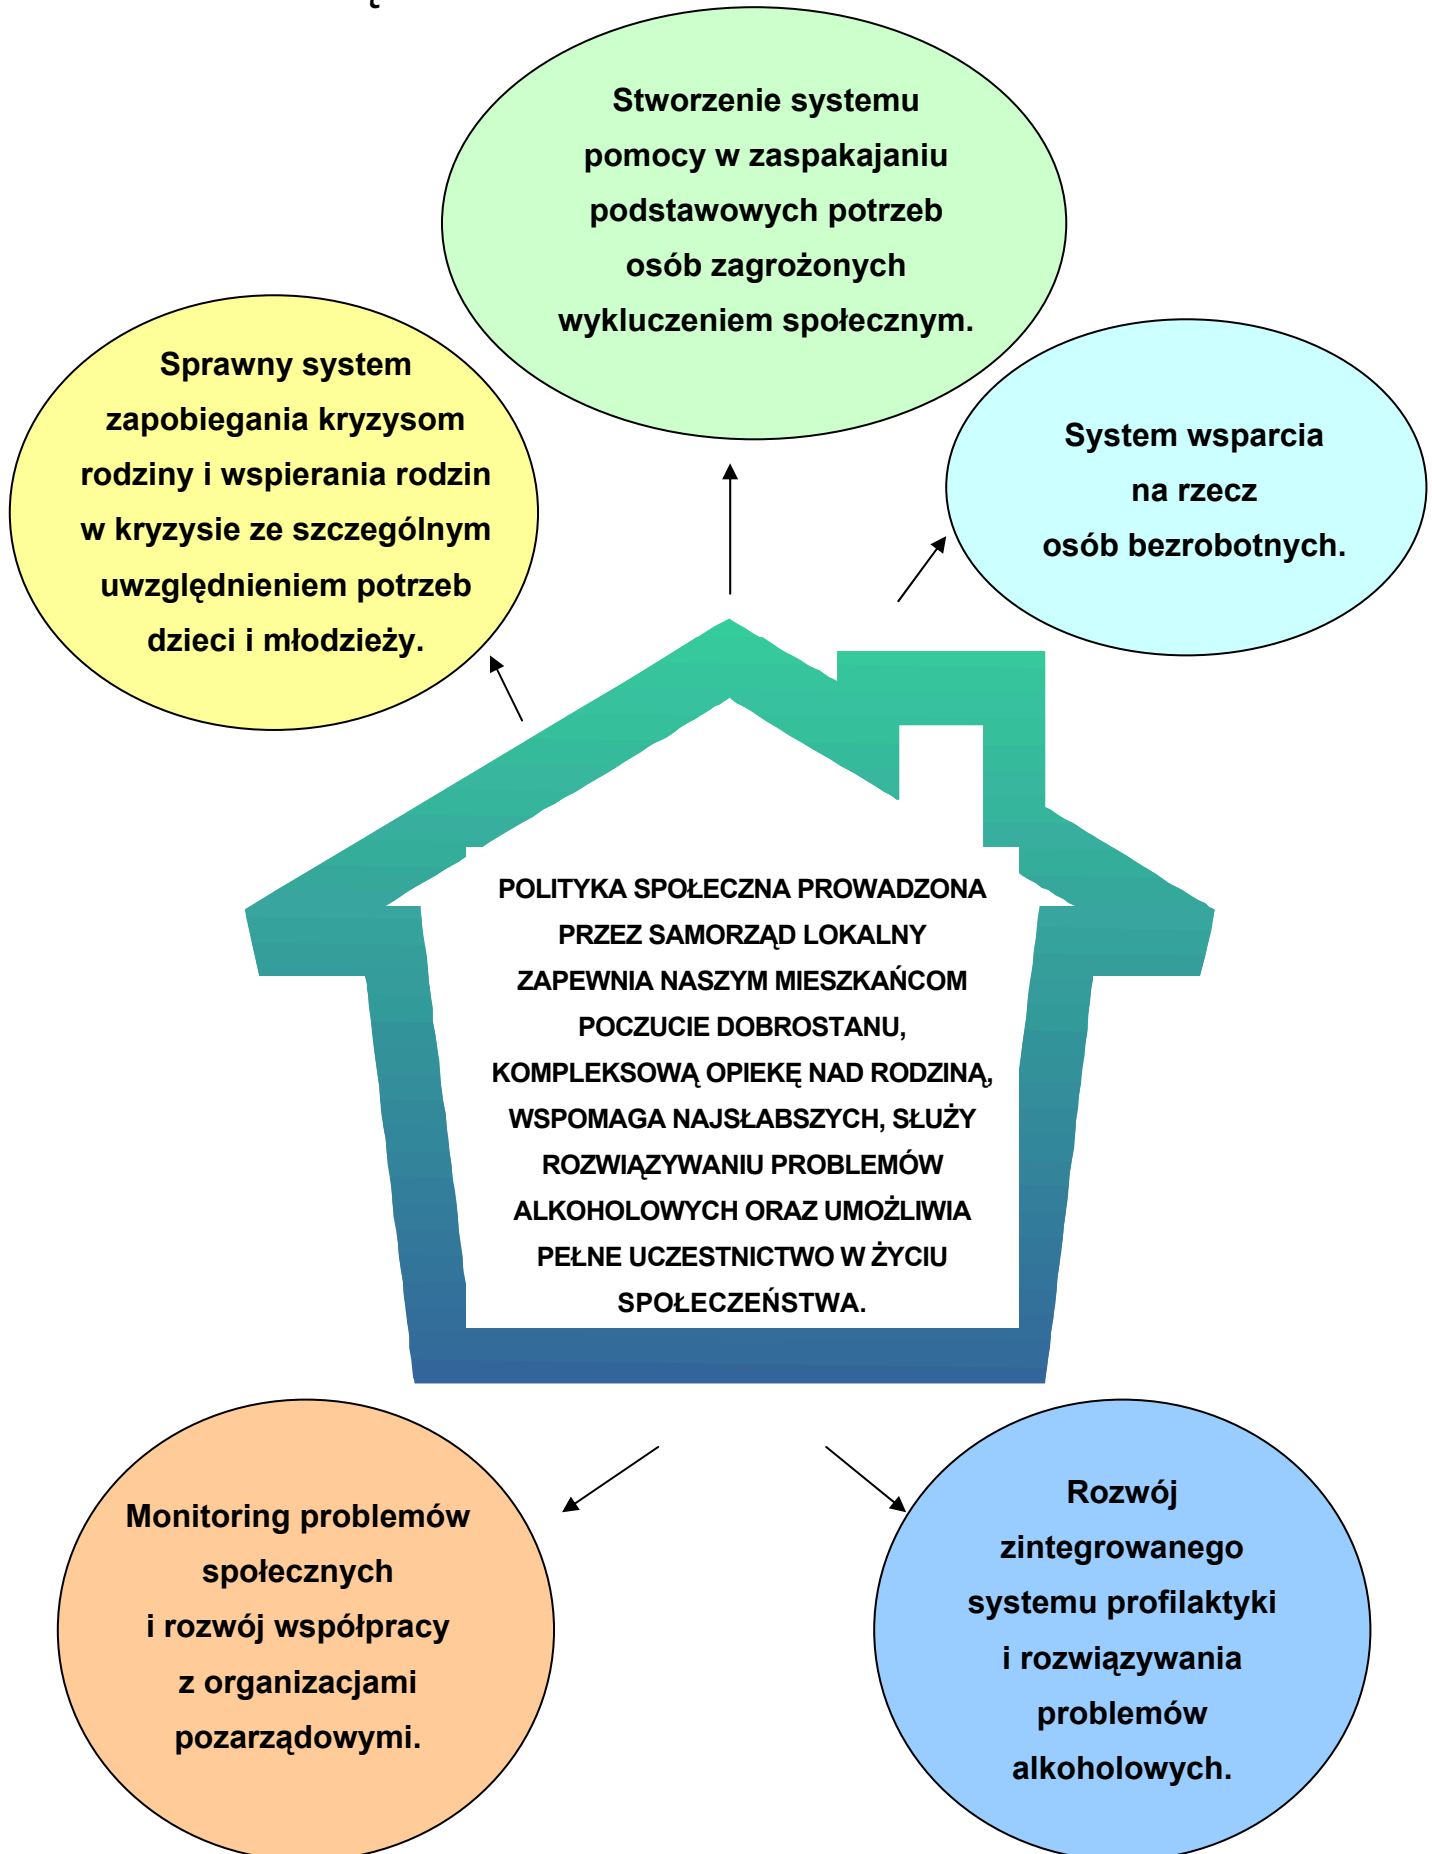 Stworzenie systemu
pomocy w zaspakajaniu
podstawowych potrzeb
osób zagrożonych
wykluczeniem społecznym.
Sprawny system
zapobiegania kryzysom
rodziny i wspierania rodzin
w kryzysie ze szczególnym
uwzględnieniem potrzeb
dzieci i młodzieży.
System wsparcia
na rzecz
osób bezrobotnych.
POLITYKA SPOŁECZNA PROWADZONA
PRZEZ SAMORZĄD LOKALNY
ZAPEWNIA NASZYM MIESZKAŃCOM
POCZUCIE DOBROSTANU,
KOMPLEKSOWĄ OPIEKĘ NAD RODZINĄ,
WSPOMAGA NAJSŁABSZYCH, SŁUŻY
ROZWIĄZYWANIU PROBLEMÓW
ALKOHOLOWYCH ORAZ UMOŻLIWIA
PEŁNE UCZESTNICTWO W ŻYCIU
SPOŁECZEŃSTWA.
Monitoring problemów
społecznych
i rozwój współpracy
z organizacjami
pozarządowymi.
Rozwój
zintegrowanego
systemu profilaktyki
i rozwiązywania
problemów
alkoholowych.